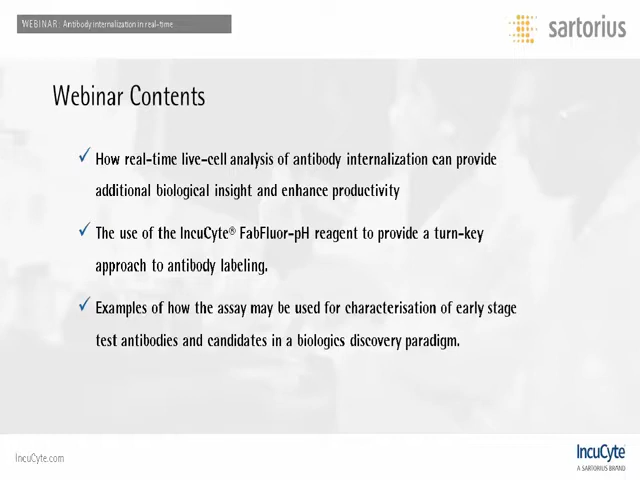 WEBINAR: Antibody internalization in real-time
sartorius
Webinar Contents
✓ How real-time live-cell analysis of antibody internalization can provide
additional biological insight and enhance productivity
✓ The use of the IncuCyte® FabFluor-pH reagent to provide a turn-key
approach to antibody labeling.
✓ Examples of how the assay may be used for characterisation of early stage
test antibodies and candidates in a biologics discovery paradigm.
IncuCyte.com
IncuCyte
A SARTORIUS BRAND